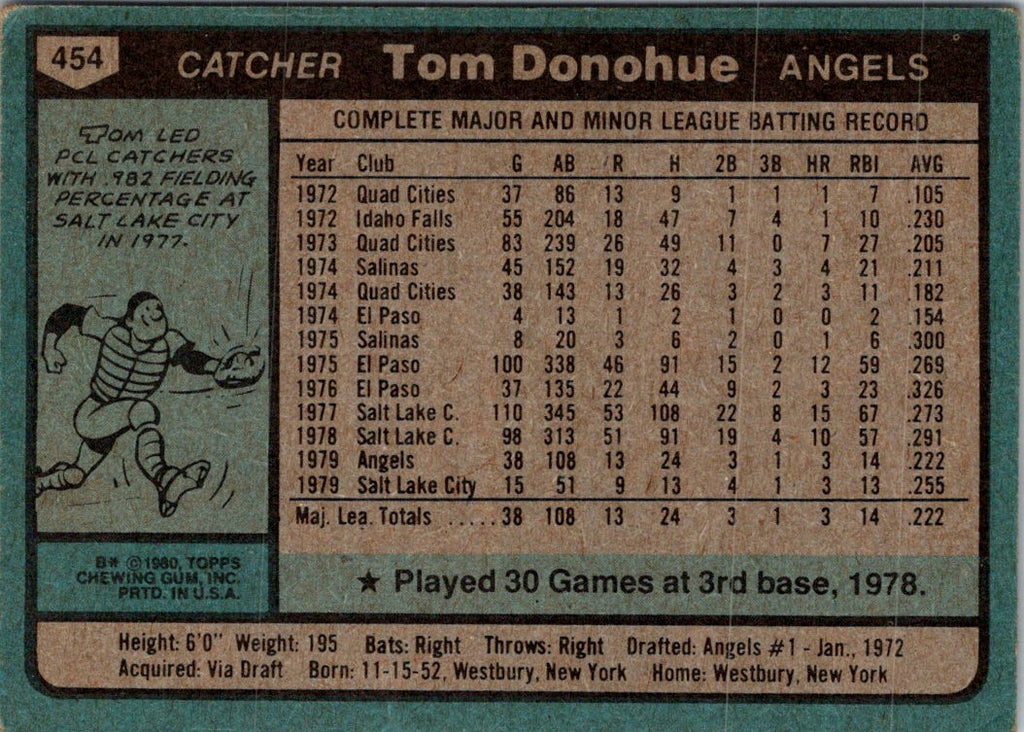 454 CATCHER Tom Donohue ANGELS
TOM LED
PCL CATCHERS
WITH .982 FIELDING
PERCENTAGE AT
SALT LAKE CITY
IN 1977.
B* ©1980, TOPPS
CHEWING GUM, INC.
PRTD. IN U.S.A.
COMPLETE MAJOR AND MINOR LEAGUE BATTING RECORD
Year Club G AB R H 2B 3B HR RBI AVG
1972 Quad Cities 37 86 13 9 1 1 1 7 .105
1972 Idaho Falls 55 204 18 47 7 4 1 10 .230
1973 Quad Cities 83 239 26 49 11 0 7 27 .205
1974 Salinas 45 152 19 32 4 3 4 21 .211
1974 Quad Cities 38 143 13 26 3 2 3 11 .182
1974 El Paso 4 13 1 2 1 0 0 2 .154
1975 Salinas 8 20 3 6 2 0 1 6 .300
1975 El Paso 100 338 46 91 15 2 12 59 .269
1976 El Paso 37 135 22 44 9 2 3 23 .326
1977 Salt Lake C. 110 345 53 108 22 8 15 67 .273
1978 Salt Lake C. 98 313 51 91 19 4 10 57 .291
1979 Angels 38 108 13 24 3 1 3 14 .222
1979 Salt Lake City 15 51 9 13 4 1 3 13 .255
Maj. Lea. Totals ..... 38 108 13 24 3 1 3 14 .222
★ Played 30 Games at 3rd base, 1978.
Height: 6'0" Weight: 195 Bats: Right Throws: Right Drafted: Angels #1 - Jan., 1972
Acquired: Via Draft Born: 11-15-52, Westbury, New York Home: Westbury, New York